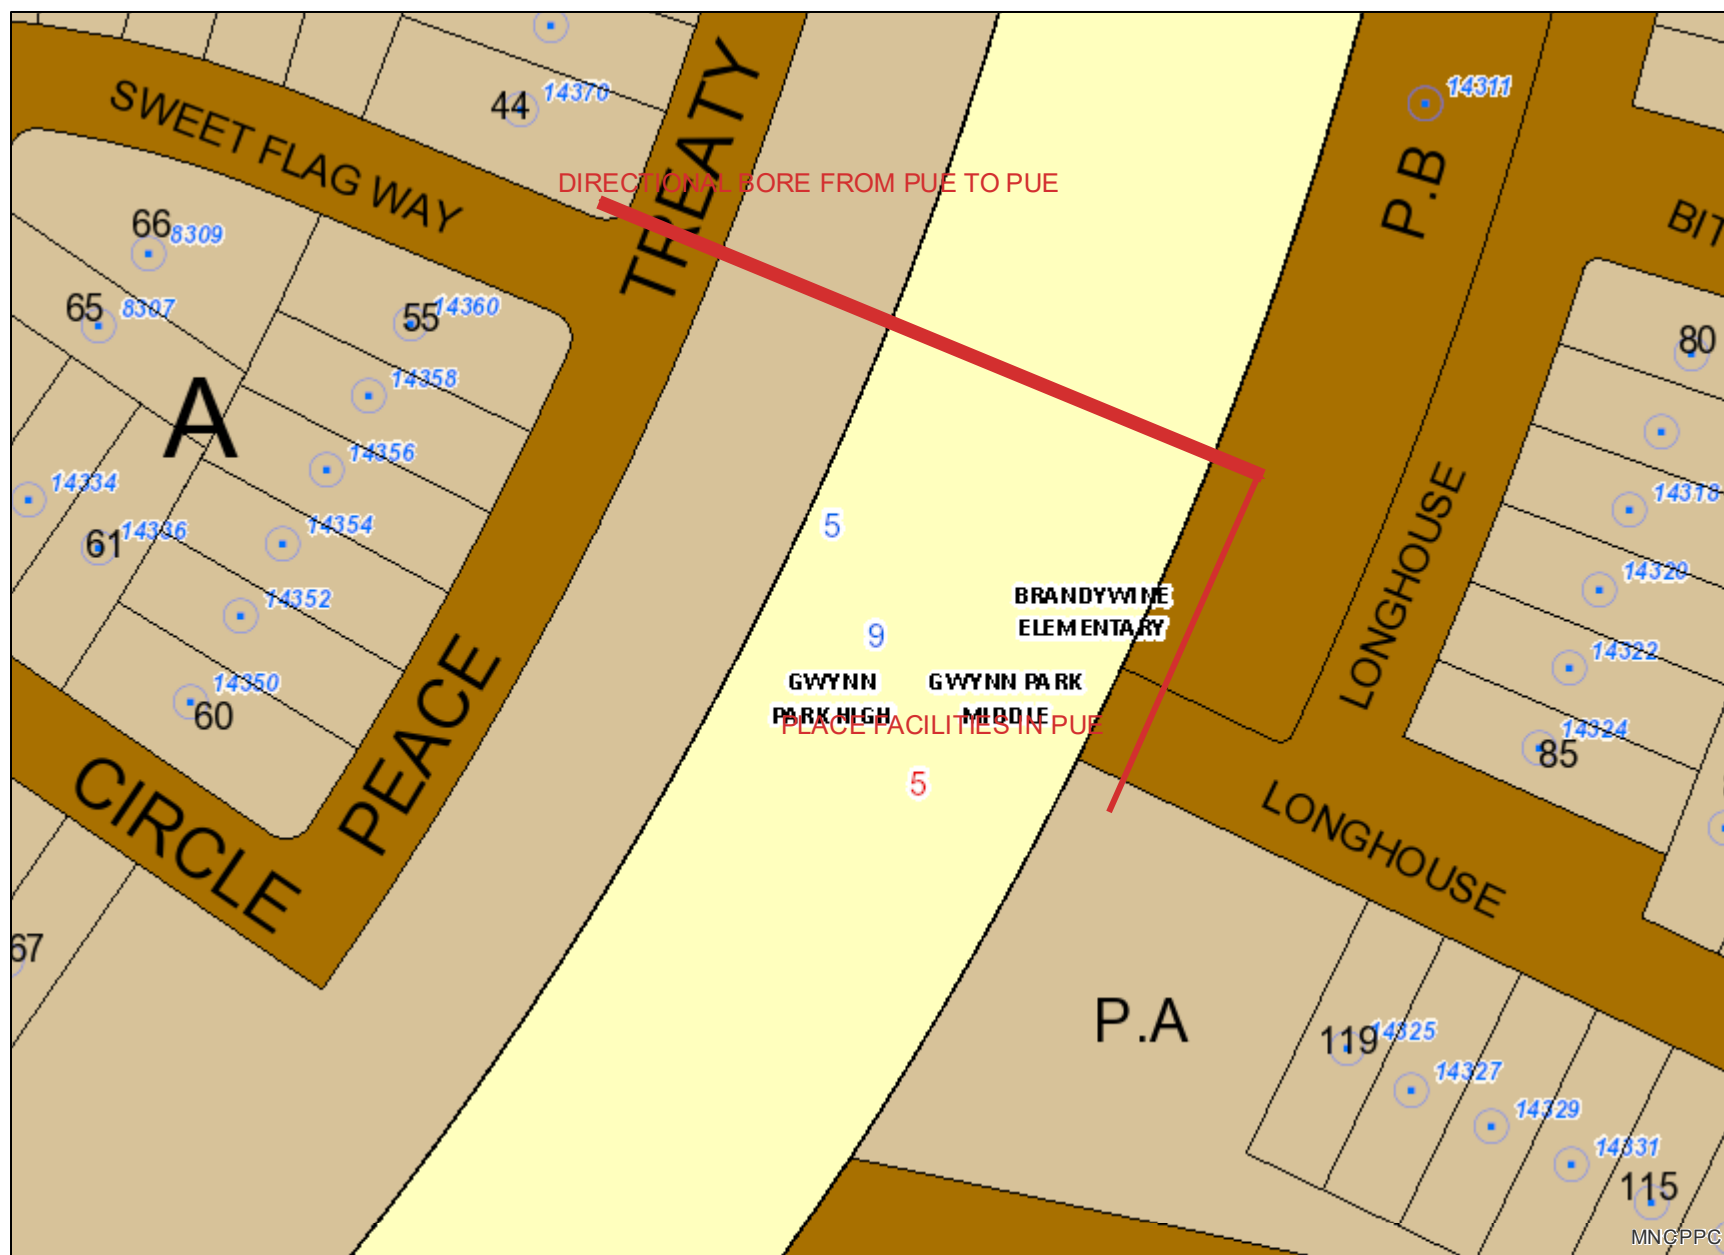 14370
44
14311
SWEET FLAG WAY
TREATY
P.B
DIRECTIONAL BORE FROM PUE TO PUE
BIT
66
8309
65
8307
55
14360
80
14358
A
14356
14334
14318
61
14336
14354
5
LONGHOUSE
14320
14352
BRANDYWINE
ELEMENTARY
9
14322
14350
60
GWYNN
PARK HIGH
GWYNN PARK
MIDDLE
PLACE FACILITIES IN PUE
14324
85
PEACE
CIRCLE
5
LONGHOUSE
67
P.A
119
14325
14327
14329
14331
115
MNCPPC